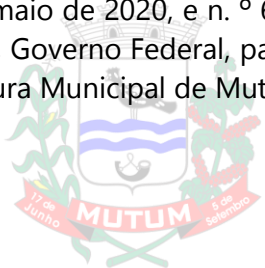 maio de 2020, e n. º 6
Governo Federal, pa
ura Municipal de Mut
17 de
Junho
MUTUM
5 de
Setembro